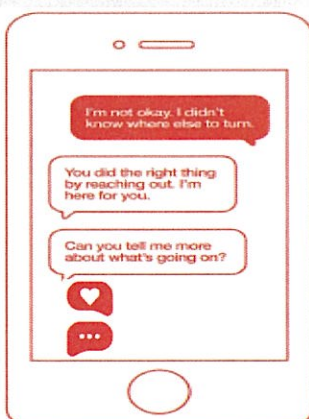 I'm not okay. I didn't
know where else to turn.
You did the right thing
by reaching out. I'm
here for you.
Can you tell me more
about what's going on?